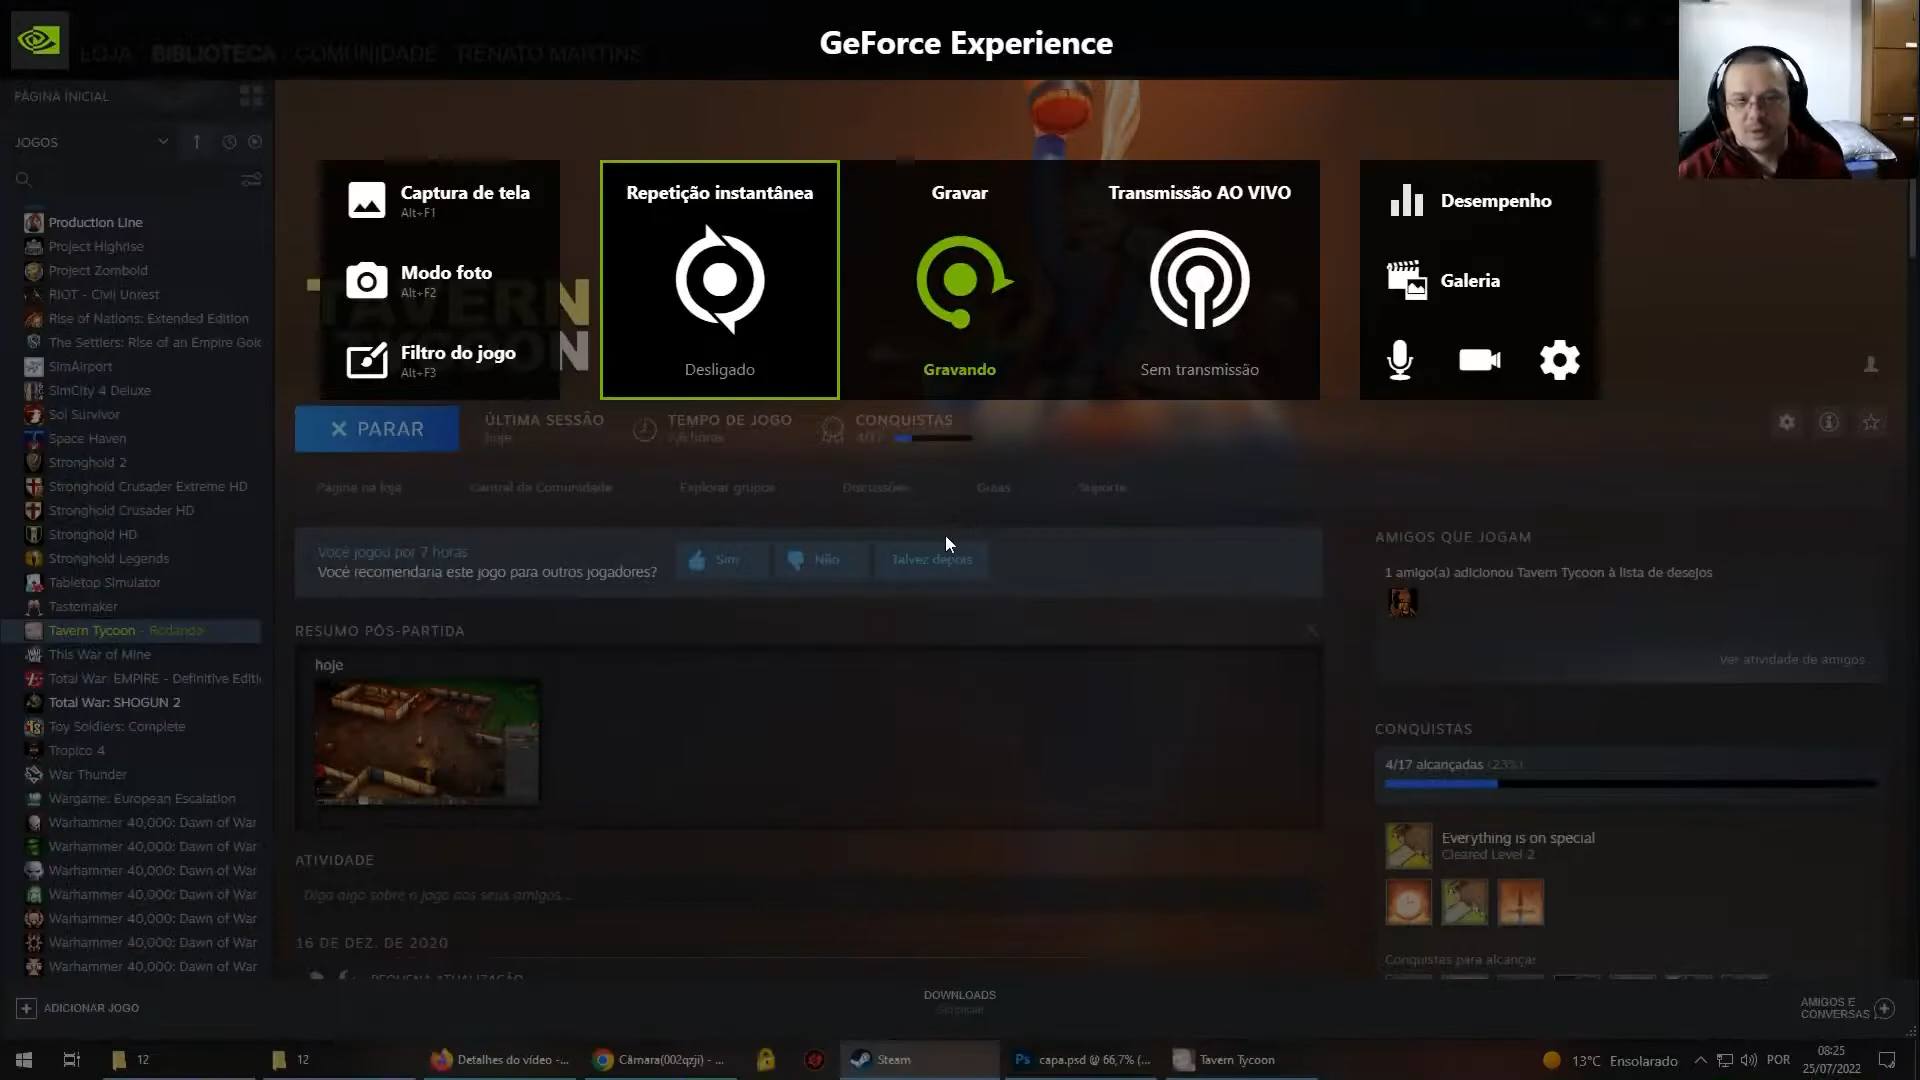 GeForce Experience
LOJA BIBLIOTECA COMUNIDADE RENATO MARTINS
PÁGINA INICIAL
JOGOS
Production Line
Project Highrise
Project Zomboid
RIOT - Civil Unrest
Rise of Nations: Extended Edition
The Settlers: Rise of an Empire Gold
SimAirport
SimCity 4 Deluxe
Sol Survivor
Space Haven
Stronghold 2
Stronghold Crusader Extreme HD
Stronghold Crusader HD
Stronghold HD
Stronghold Legends
Tabletop Simulator
Tastemaker
Tavern Tycoon - Rodando
This War of Mine
Total War: EMPIRE - Definitive Editi
Total War: SHOGUN 2
Toy Soldiers: Complete
Tropico 4
War Thunder
Wargame: European Escalation
Warhammer 40,000: Dawn of War
Warhammer 40,000: Dawn of War
Warhammer 40,000: Dawn of War
Warhammer 40,000: Dawn of War
Warhammer 40,000: Dawn of War
Warhammer 40,000: Dawn of War
Warhammer 40,000: Dawn of War
ADICIONAR JOGO
Captura de tela
Alt+F1
Modo foto
Alt+F2
Filtro do jogo
Alt+F3
Repetição instantânea
Desligado
Gravar
Gravando
Transmissão AO VIVO
Sem transmissão
Desempenho
Galeria
TAVERN
PARAR
ÚLTIMA SESSÃO
hoje
TEMPO DE JOGO
CONQUISTAS
4/17
Página na loja Central da Comunidade Explorar grupos Discussões Guias Suporte
Você jogou por 7 horas
Você recomendaria este jogo para outros jogadores?
Sim Não Talvez depois
RESUMO PÓS-PARTIDA
hoje
ATIVIDADE
Diga algo sobre o jogo aos seus amigos...
16 DE DEZ. DE 2020
PEQUENA ATUALIZAÇÃO
AMIGOS QUE JOGAM
1 amigo(a) adicionou Tavern Tycoon à lista de desejos
Ver atividade de amigos
CONQUISTAS
4/17 alcançadas (23%)
Everything is on special
Cleared Level 2
Conquistas para alcançar
DOWNLOADS
AMIGOS E
CONVERSAS
12
12
Detalhes do vídeo -...
Câmara(002qzji) - ...
Steam
Ps capa.psd @ 66,7% (...
Tavern Tycoon
13°C Ensolarado
POR
08:25
25/07/2022